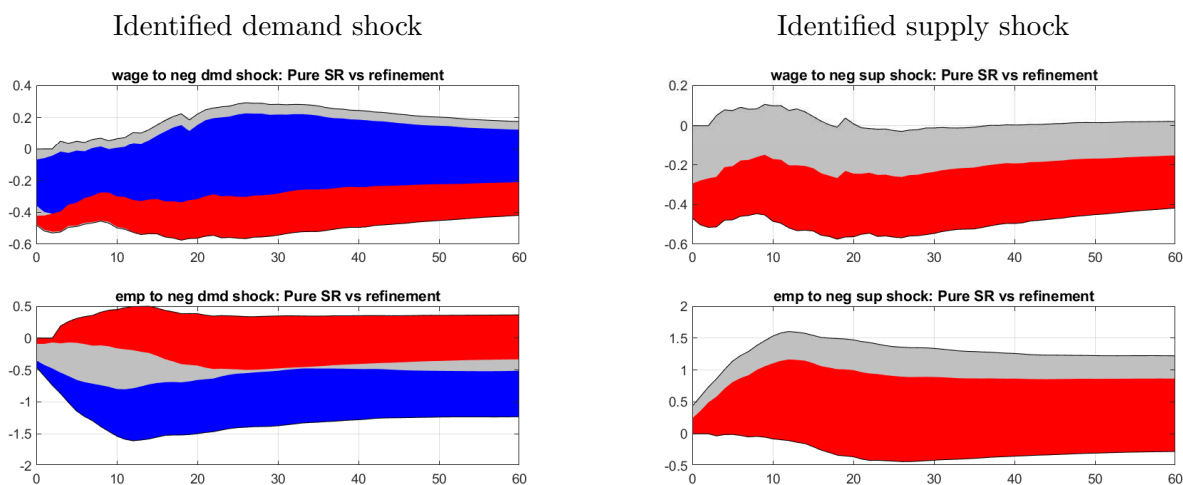 Identified demand shock
Identified supply shock
wage to neg dmd shock: Pure SR vs refinement
0.4
0.2
0
-0.2
-0.4
-0.6
0 10 20 30 40 50 60
wage to neg sup shock: Pure SR vs refinement
0.2
0
-0.2
-0.4
-0.6
0 10 20 30 40 50 60
emp to neg dmd shock: Pure SR vs refinement
0.5
0
-0.5
-1
-1.5
-2
0 10 20 30 40 50 60
emp to neg sup shock: Pure SR vs refinement
2
1.5
1
0.5
0
-0.5
0 10 20 30 40 50 60